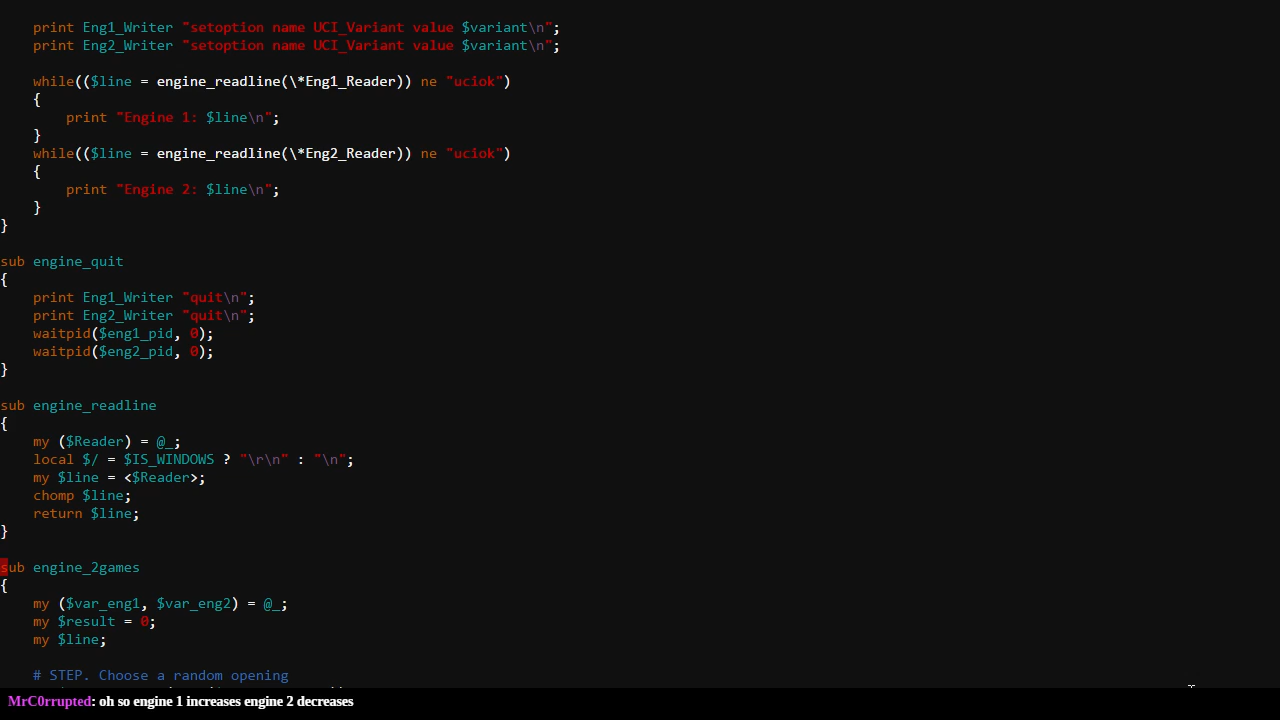 print Eng1_Writer "setoption name UCI_Variant value $variant\n";
print Eng2_Writer "setoption name UCI_Variant value $variant\n";
while(($line = engine_readline(\*Eng1_Reader)) ne "uciok")
{
print "Engine 1: $line\n";
}
while(($line = engine_readline(\*Eng2_Reader)) ne "uciok")
{
print "Engine 2: $line\n";
}
}
sub engine_quit
{
print Eng1_Writer "quit\n";
print Eng2_Writer "quit\n";
waitpid($eng1_pid, 0);
waitpid($eng2_pid, 0);
}
sub engine_readline
{
my ($Reader) = @_;
local $/ = $IS_WINDOWS ? "\r\n" : "\n";
my $line = <$Reader>;
chomp $line;
return $line;
}
sub engine_2games
{
my ($var_eng1, $var_eng2) = @_;
my $result = 0;
my $line;
# STEP. Choose a random opening
MrC0rrupted: oh so engine 1 increases engine 2 decreases